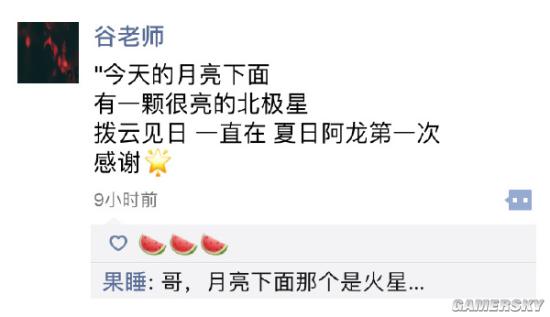 谷老师
"今天的月亮下面
有一颗很亮的北极星
拨云见日 一直在 夏日阿龙第一次
感谢🌟
9小时前
🍉🍉🍉
果睡: 哥，月亮下面那个是火星...
GAMERSKY